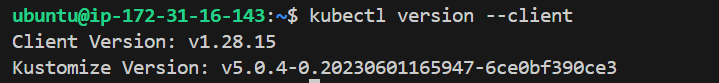 ubuntu@ip-172-31-16-143:~$ kubectl version --client
Client Version: v1.28.15
Kustomize Version: v5.0.4-0.20230601165947-6ce0bf390ce3